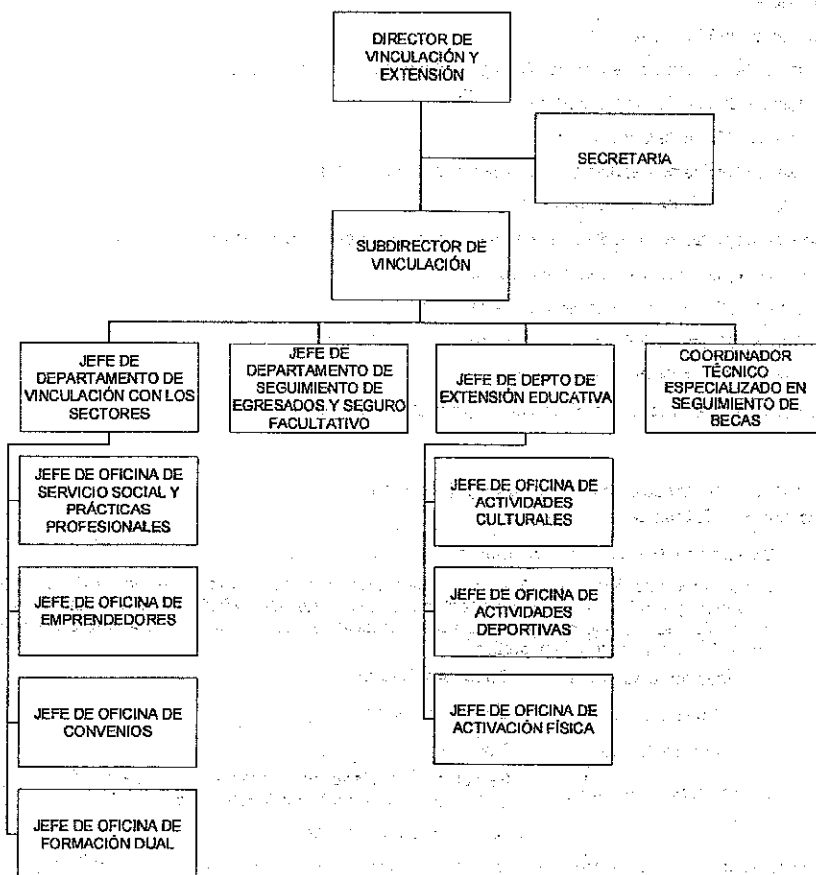 DIRECTOR DE
VINCULACIÓN Y
EXTENSIÓN
SECRETARIA
SUBDIRECTOR DE
VINCULACIÓN
JEFE DE
DEPARTAMENTO DE
VINCULACIÓN CON LOS
SECTORES
JEFE DE
DEPARTAMENTO DE
SEGUIMIENTO DE
EGRESADOS Y SEGURO
FACULTATIVO
JEFE DE DEPTO DE
EXTENSIÓN EDUCATIVA
COORDINADOR
TÉCNICO
ESPECIALIZADO EN
SEGUIMIENTO DE
BECAS
JEFE DE OFICINA DE
SERVICIO SOCIAL Y
PRÁCTICAS
PROFESIONALES
JEFE DE OFICINA DE
EMPRENDEDORES
JEFE DE OFICINA DE
CONVENIOS
JEFE DE OFICINA DE
FORMACIÓN DUAL
JEFE DE OFICINA DE
ACTIVIDADES
CULTURALES
JEFE DE OFICINA DE
ACTIVIDADES
DEPORTIVAS
JEFE DE OFICINA DE
ACTIVACIÓN FÍSICA